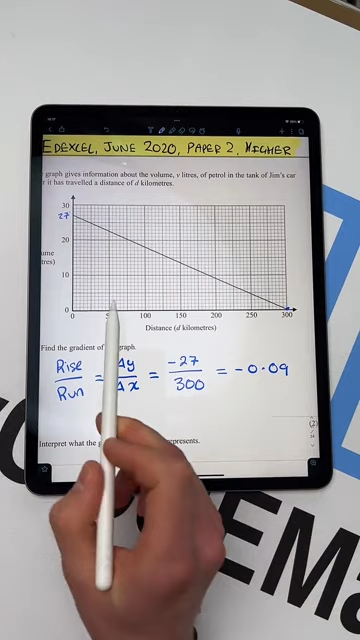 EDEXCEL, JUNE 2020, PAPER 2, HIGHER
graph gives information about the volume, v litres, of petrol in the tank of Jim's car
it has travelled a distance of d kilometres.
30
27
20
10
0
0 100 150 200 250 300
Distance (d kilometres)
Find the gradient of graph.
Rise = Δy = -27 = -0.09
Run Δx 300
(2)
Interpret what the represents.
EM